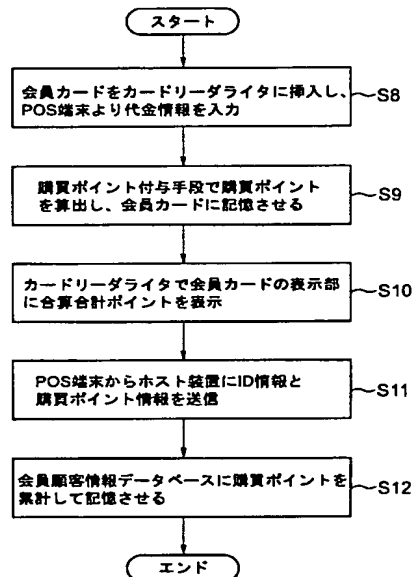 スタート
会員カードをカードリーダライタに挿入し、
POS端末より代金情報を入力
S8
購買ポイント付与手段で購買ポイント
を算出し、会員カードに記憶させる
S9
カードリーダライタで会員カードの表示部
に合算合計ポイントを表示
S10
POS端末からホスト装置にID情報と
購買ポイント情報を送信
S11
会員顧客情報データベースに購買ポイントを
累計して記憶させる
S12
エンド